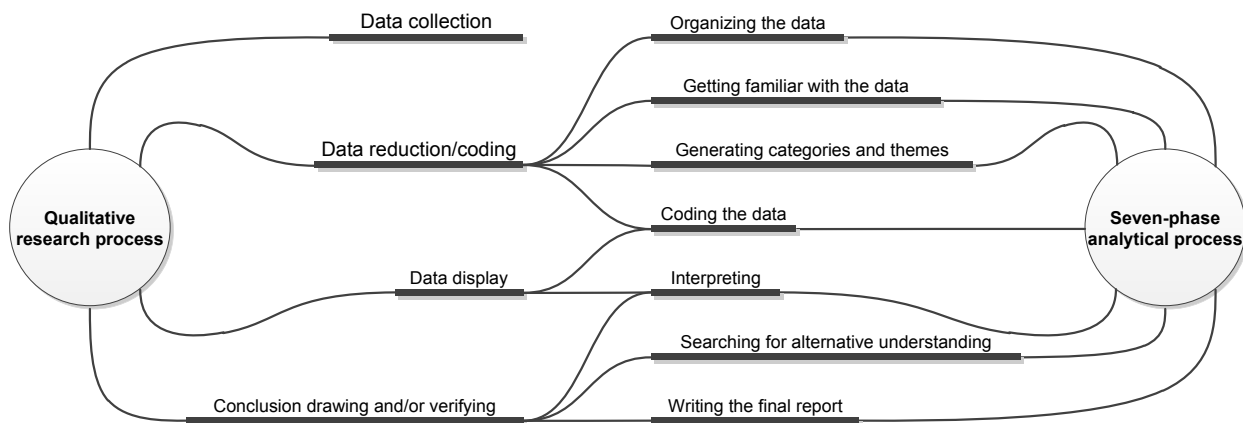 Data collection
Organizing the data
Getting familiar with the data
Data reduction/coding
Generating categories and themes
Qualitative
research process
Coding the data
Seven-phase
analytical process
Data display
Interpreting
Searching for alternative understanding
Conclusion drawing and/or verifying
Writing the final report